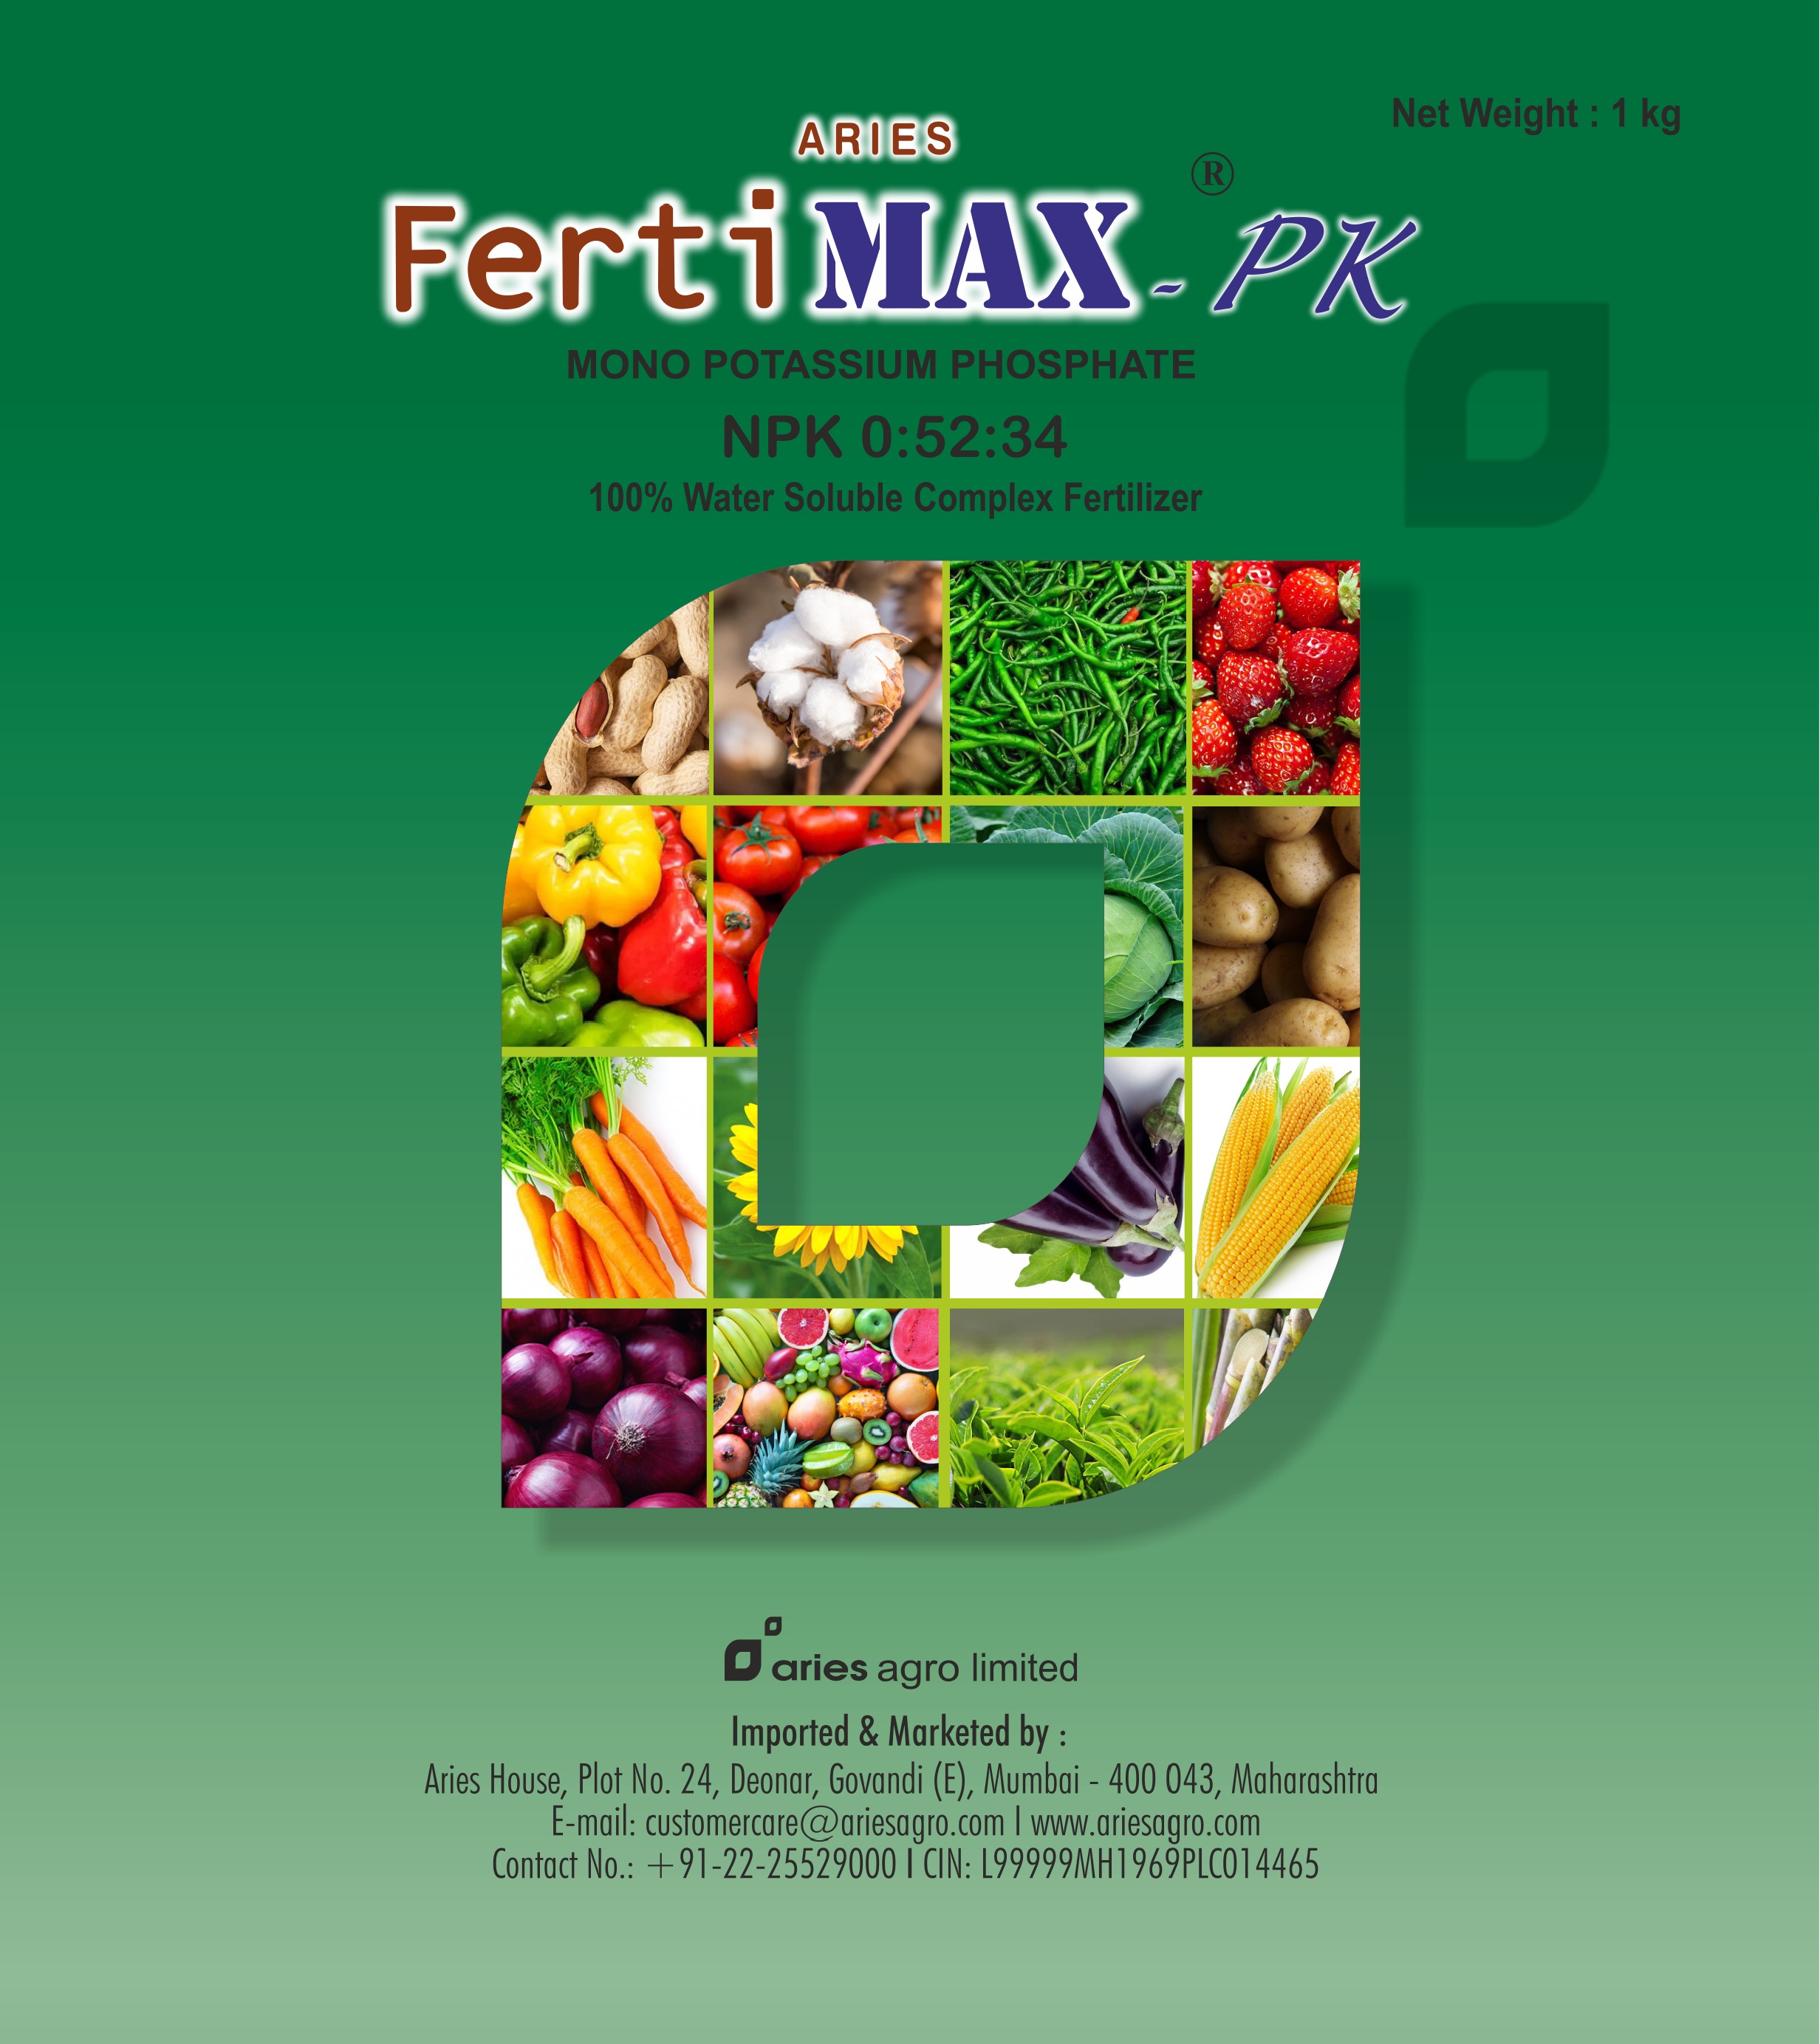 Net Weight : 1 kg
ARIES
FertiMAX-PK ®
MONO POTASSIUM PHOSPHATE
NPK 0:52:34
100% Water Soluble Complex Fertilizer
aries agro limited
Imported & Marketed by :
Aries House, Plot No. 24, Deonar, Govandi (E), Mumbai - 400 043, Maharashtra
E-mail: customercare@ariesagro.com I www.ariesagro.com
Contact No.: +91-22-25529000 I CIN: L99999MH1969PLC014465